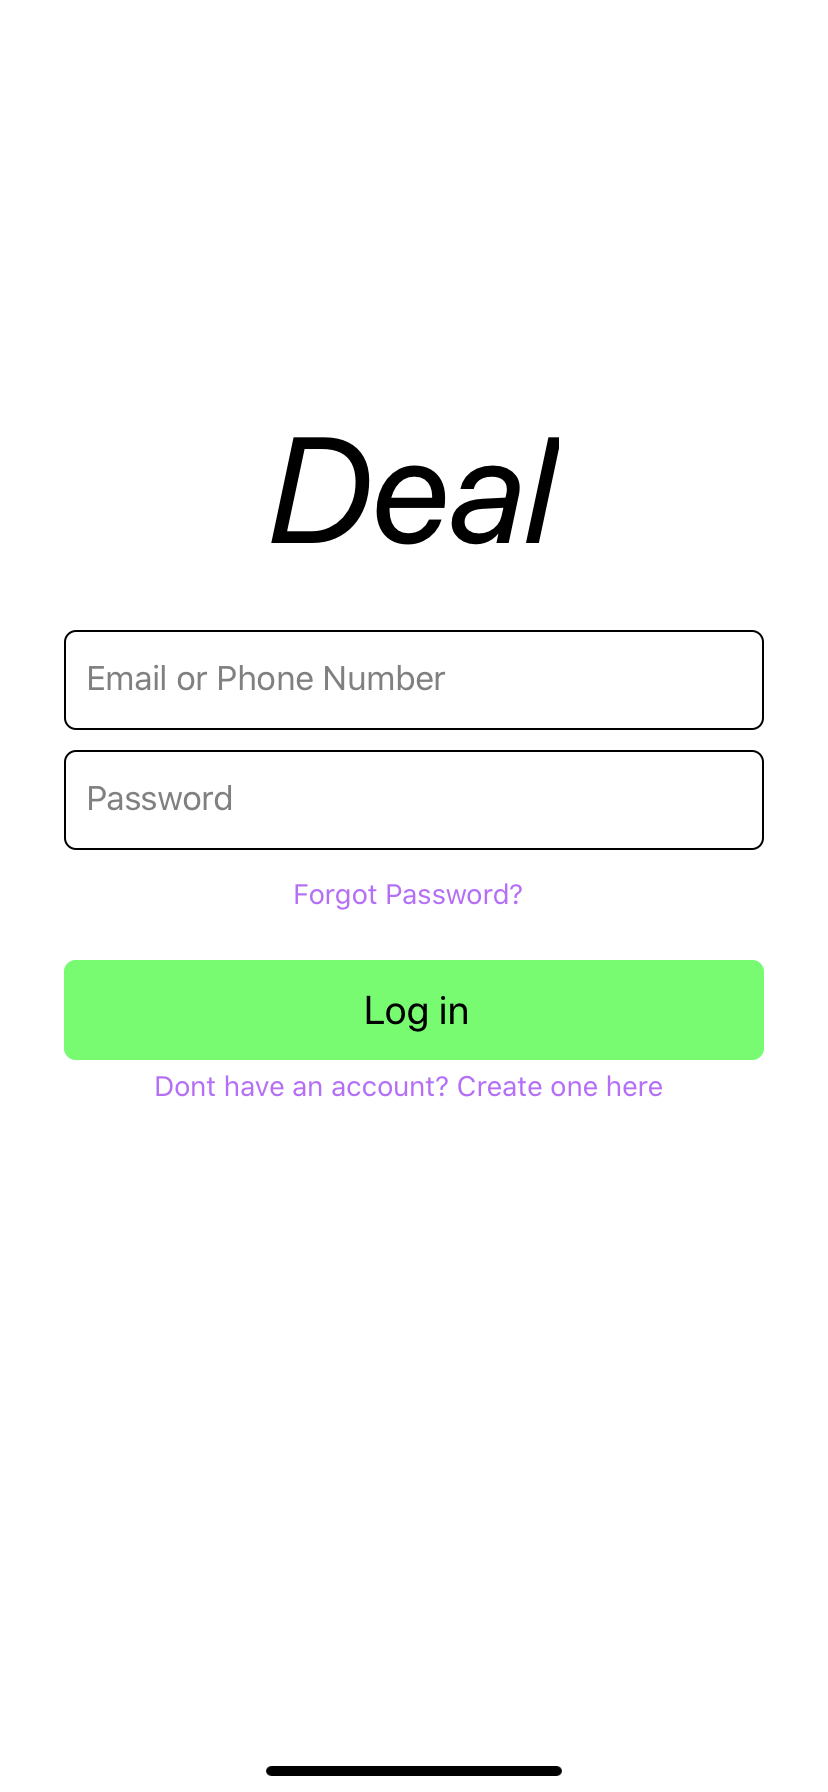 Deal
Email or Phone Number
Password
Forgot Password?
Log in
Dont have an account? Create one here